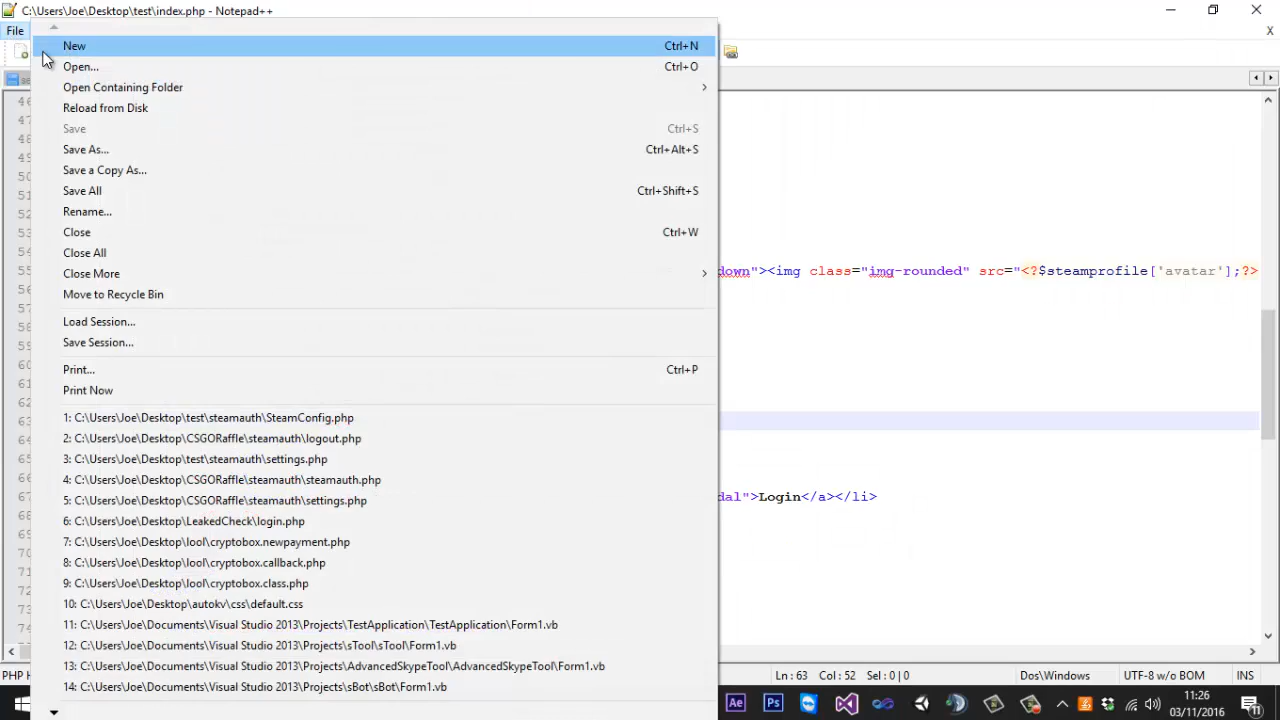 C:\Users\Joe\Desktop\test\index.php - Notepad++
File
X
New Ctrl+N
Open... Ctrl+O
Open Containing Folder
Reload from Disk
Save Ctrl+S
Save As... Ctrl+Alt+S
Save a Copy As...
Save All Ctrl+Shift+S
Rename...
Close Ctrl+W
Close All
Close More
Move to Recycle Bin
Load Session...
Save Session...
Print... Ctrl+P
Print Now
1: C:\Users\Joe\Desktop\test\steamauth\SteamConfig.php
2: C:\Users\Joe\Desktop\CSGORaffle\steamauth\logout.php
3: C:\Users\Joe\Desktop\test\steamauth\settings.php
4: C:\Users\Joe\Desktop\CSGORaffle\steamauth\steamauth.php
5: C:\Users\Joe\Desktop\CSGORaffle\steamauth\settings.php
6: C:\Users\Joe\Desktop\LeakedCheck\login.php
7: C:\Users\Joe\Desktop\lool\cryptobox.newpayment.php
8: C:\Users\Joe\Desktop\lool\cryptobox.callback.php
9: C:\Users\Joe\Desktop\lool\cryptobox.class.php
10: C:\Users\Joe\Desktop\autokv\css\default.css
11: C:\Users\Joe\Documents\Visual Studio 2013\Projects\TestApplication\TestApplication\Form1.vb
12: C:\Users\Joe\Documents\Visual Studio 2013\Projects\sTool\sTool\Form1.vb
13: C:\Users\Joe\Documents\Visual Studio 2013\Projects\AdvancedSkypeTool\AdvancedSkypeTool\Form1.vb
14: C:\Users\Joe\Documents\Visual Studio 2013\Projects\sBot\sBot\Form1.vb
down"><img class="img-rounded" src="<?$steamprofile['avatar'];?>
dal">Login</a></li>
PHP H
Ln : 63 Col : 52 Sel : 0 | 0 Dos\Windows UTF-8 w/o BOM INS
Ae Ps
11:26
03/11/2016